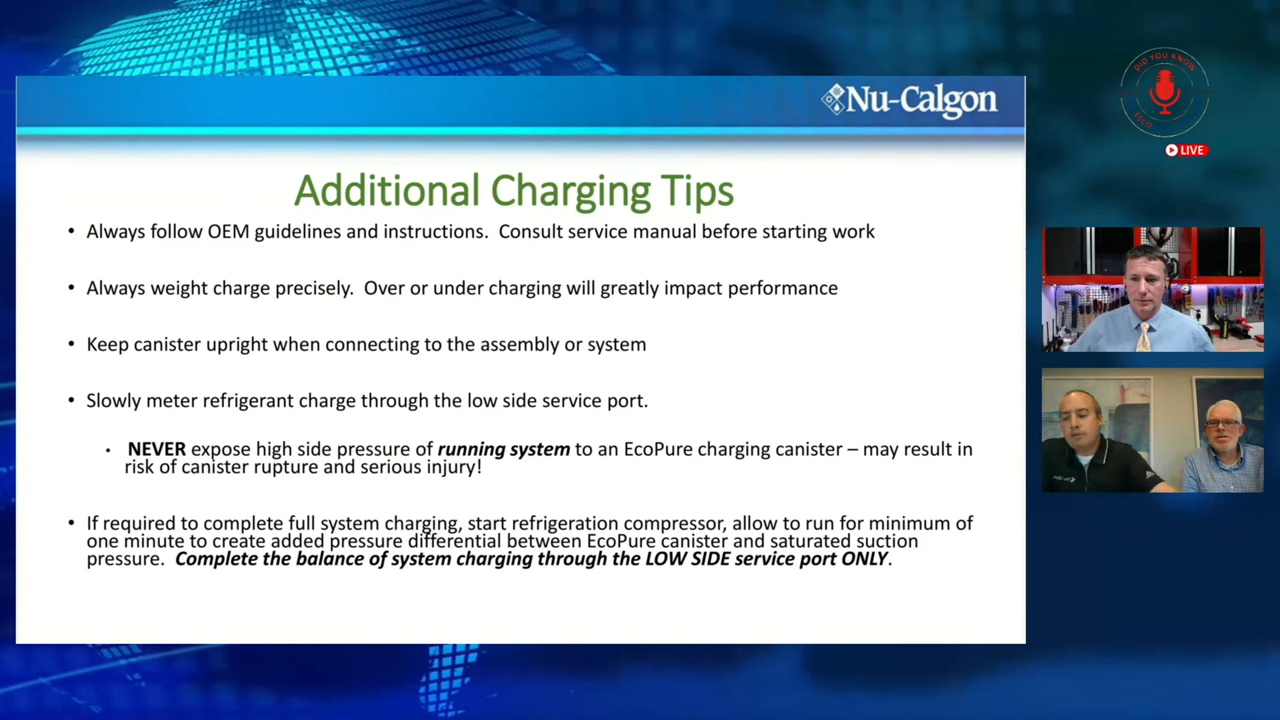 Nu-Calgon
DID YOU KNOW
ESCO
LIVE
Additional Charging Tips
• Always follow OEM guidelines and instructions.  Consult service manual before starting work
• Always weight charge precisely.  Over or under charging will greatly impact performance
• Keep canister upright when connecting to the assembly or system
• Slowly meter refrigerant charge through the low side service port.
• NEVER expose high side pressure of running system to an EcoPure charging canister – may result in
risk of canister rupture and serious injury!
• If required to complete full system charging, start refrigeration compressor, allow to run for minimum of
one minute to create added pressure differential between EcoPure canister and saturated suction
pressure.  Complete the balance of system charging through the LOW SIDE service port ONLY.